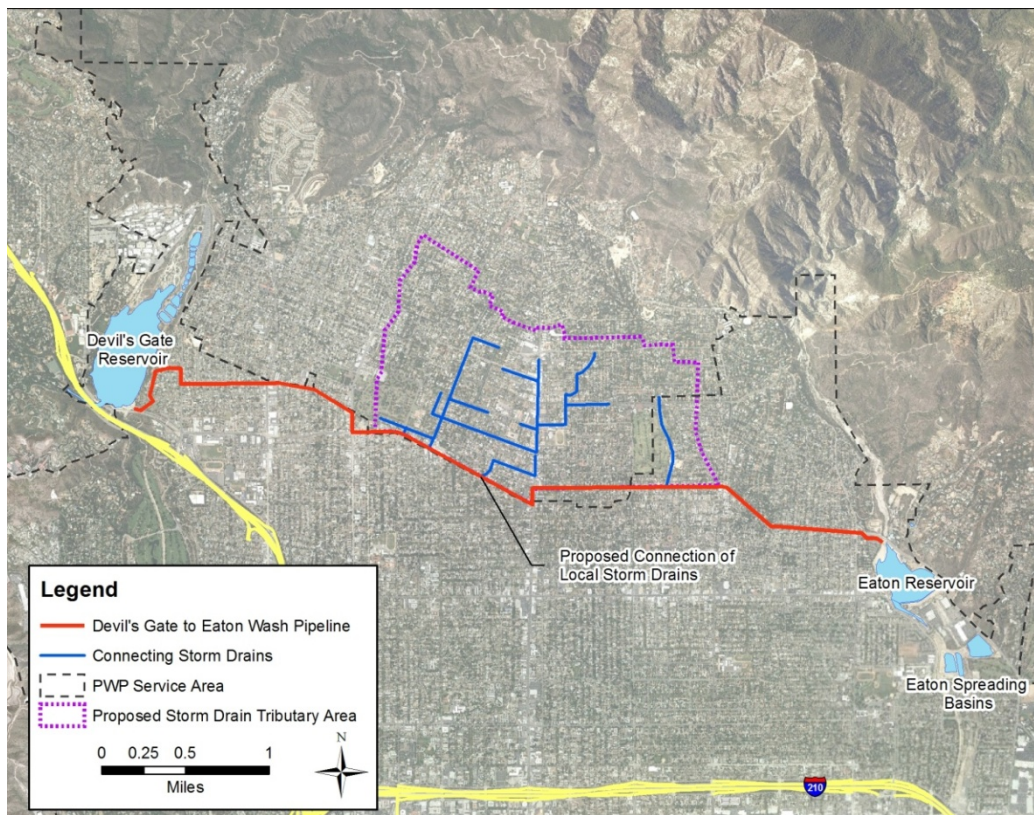 Devil's Gate
Reservoir
Proposed Connection of
Local Storm Drains
Eaton Reservoir
Eaton Spreading
Basins
Legend
Devil's Gate to Eaton Wash Pipeline
Connecting Storm Drains
PWP Service Area
Proposed Storm Drain Tributary Area
0 0.25 0.5 1
Miles
N
210